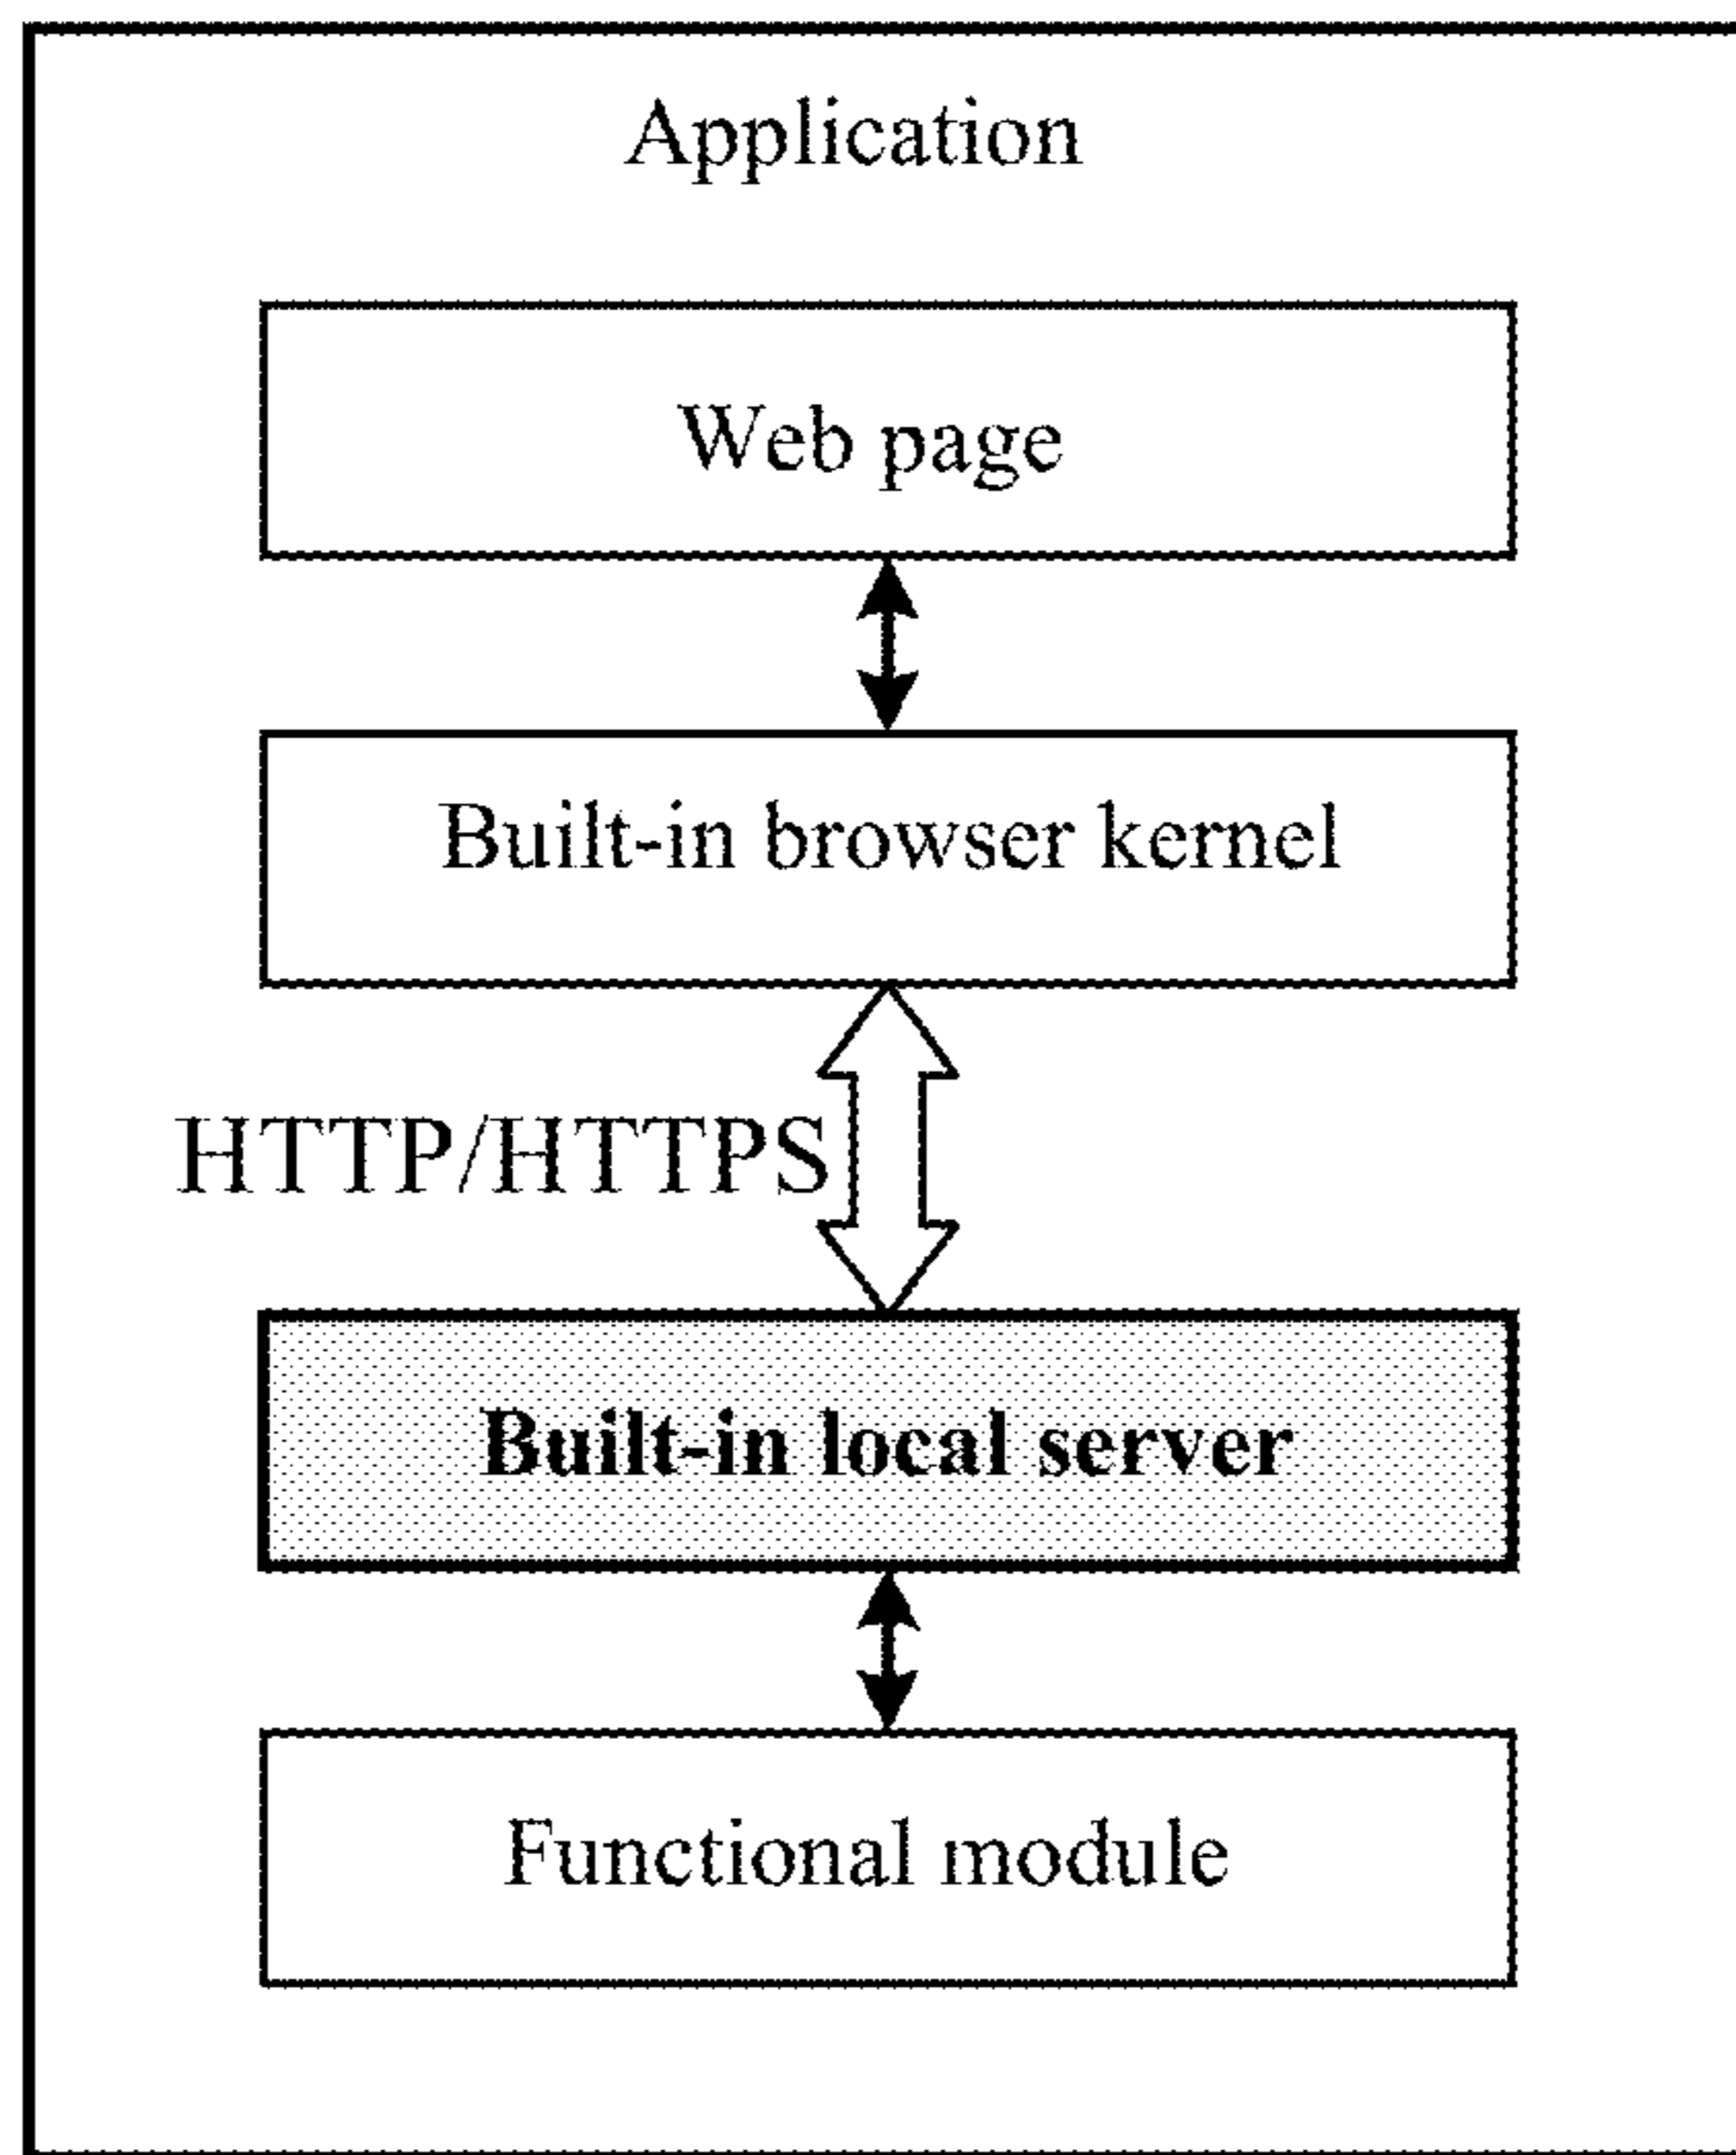 Application
Web page
Built-in browser kernel
HTTP/HTTPS
Built-in local server
Functional module